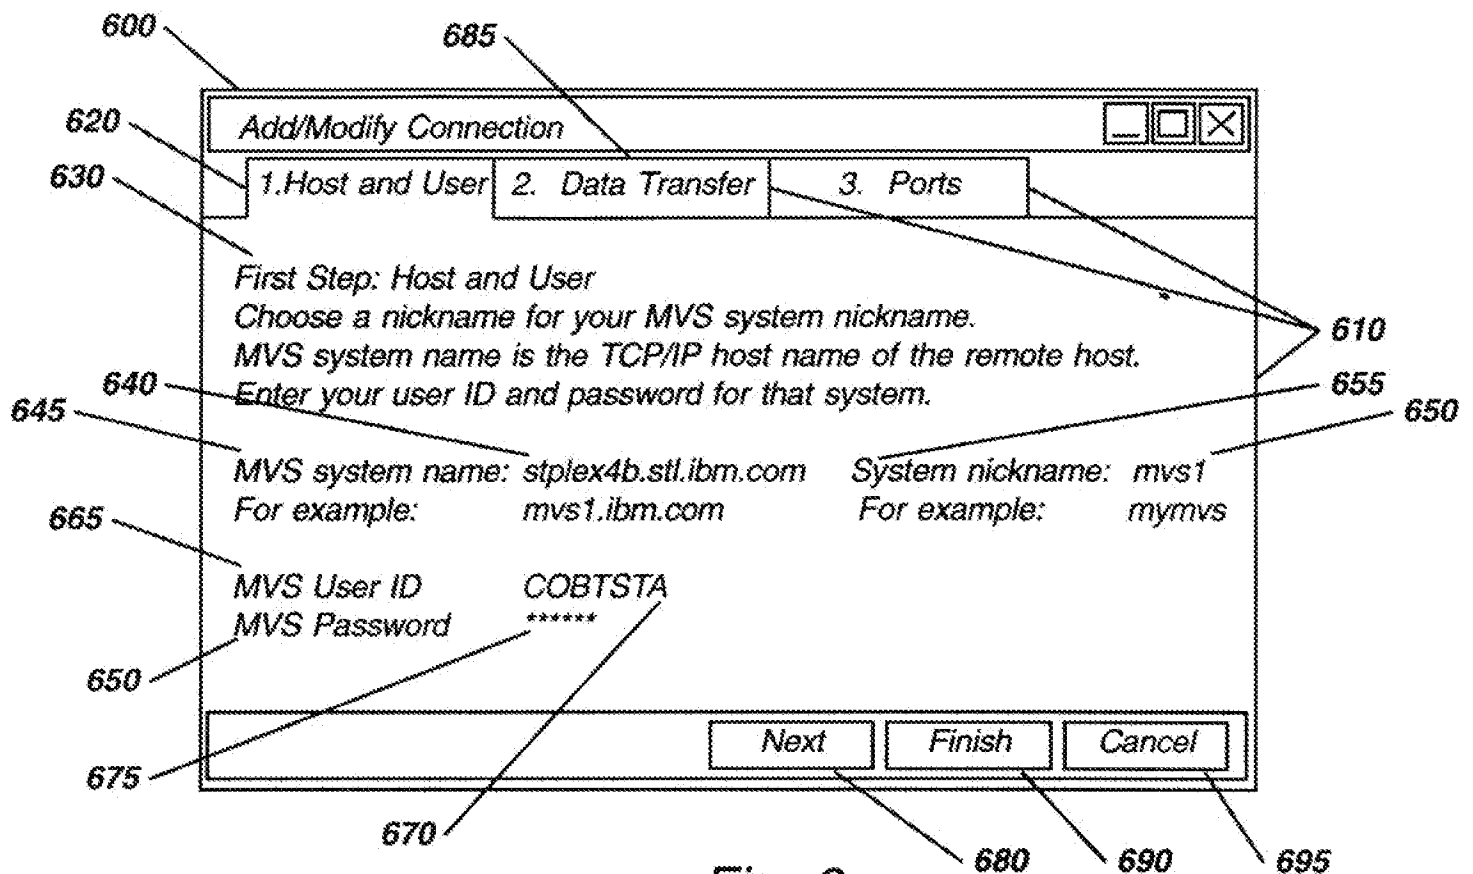 600
685
620
Add/Modify Connection
630
1.Host and User
2. Data Transfer
3. Ports
First Step: Host and User
Choose a nickname for your MVS system nickname.
MVS system name is the TCP/IP host name of the remote host.
610
640
Enter your user ID and password for that system.
655
645
650
MVS system name: stplex4b.stl.ibm.com System nickname: mvs1
For example: mvs1.ibm.com For example: mymvs
665
MVS User ID COBTSTA
MVS Password ******
650
Next
Finish
Cancel
675
670
680
690
695